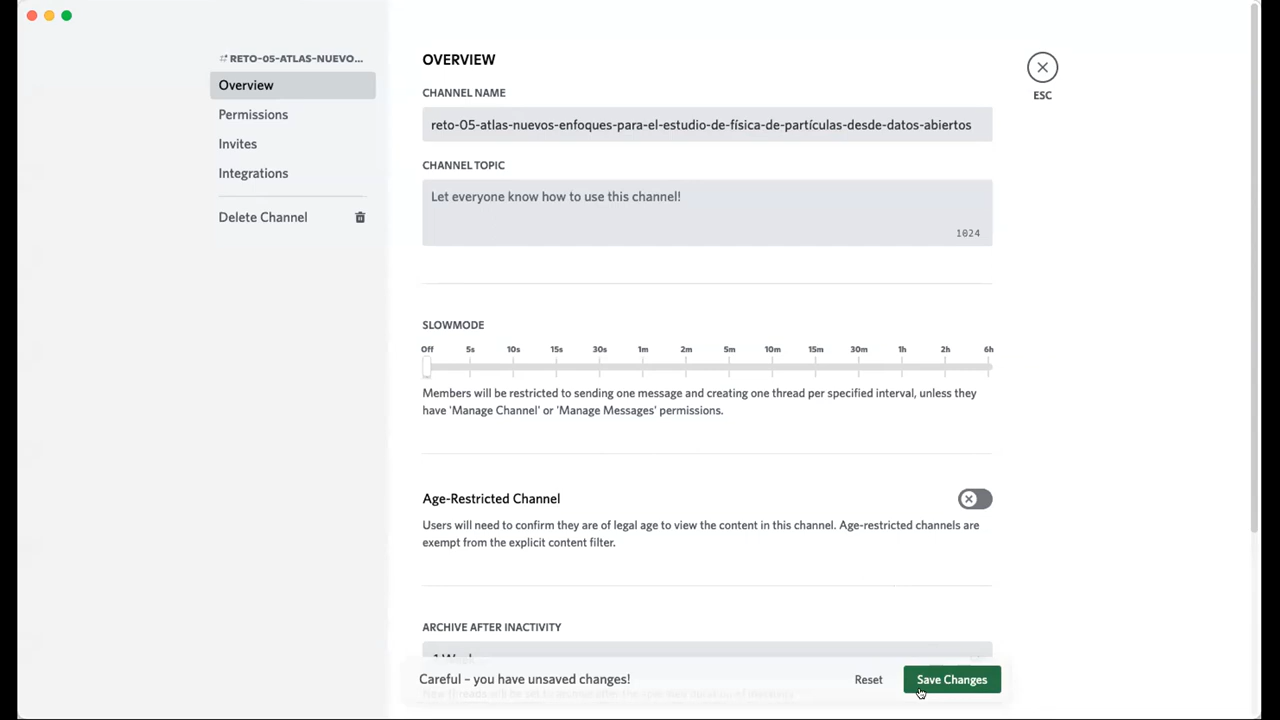 RETO-05-ATLAS-NUEVO...
Overview
Permissions
Invites
Integrations
Delete Channel
OVERVIEW
ESC
CHANNEL NAME
reto-05-atlas-nuevos-enfoques-para-el-estudio-de-física-de-partículas-desde-datos-abiertos
CHANNEL TOPIC
Let everyone know how to use this channel!
1024
SLOWMODE
Off 5s 10s 15s 30s 1m 2m 5m 10m 15m 30m 1h 2h 6h
Members will be restricted to sending one message and creating one thread per specified interval, unless they
have 'Manage Channel' or 'Manage Messages' permissions.
Age-Restricted Channel
Users will need to confirm they are of legal age to view the content in this channel. Age-restricted channels are
exempt from the explicit content filter.
ARCHIVE AFTER INACTIVITY
1 Week
Careful – you have unsaved changes!
Reset
Save Changes